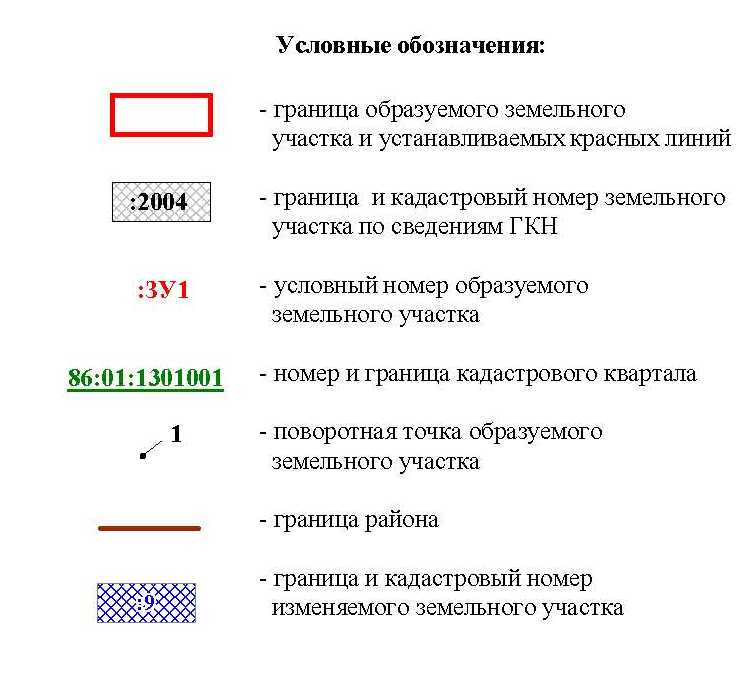 Условные обозначения:
- граница образуемого земельного
участка и устанавливаемых красных линий
:2004
- граница и кадастровый номер земельного
участка по сведениям ГКН
:ЗУ1
- условный номер образуемого
земельного участка
86:01:1301001
- номер и граница кадастрового квартала
1
- поворотная точка образуемого
земельного участка
- граница района
:9
- граница и кадастровый номер
изменяемого земельного участка